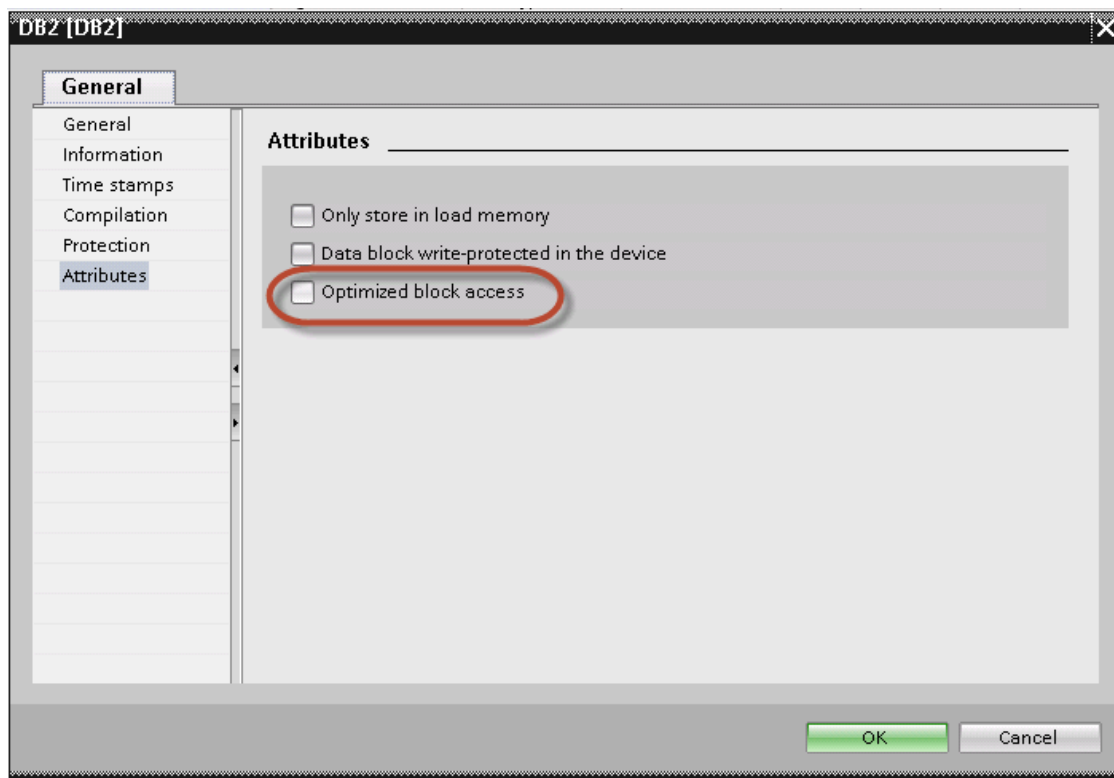 DB2 [DB2]
General
General
Information
Time stamps
Compilation
Protection
Attributes
Attributes
Only store in load memory
Data block write-protected in the device
Optimized block access
OK
Cancel